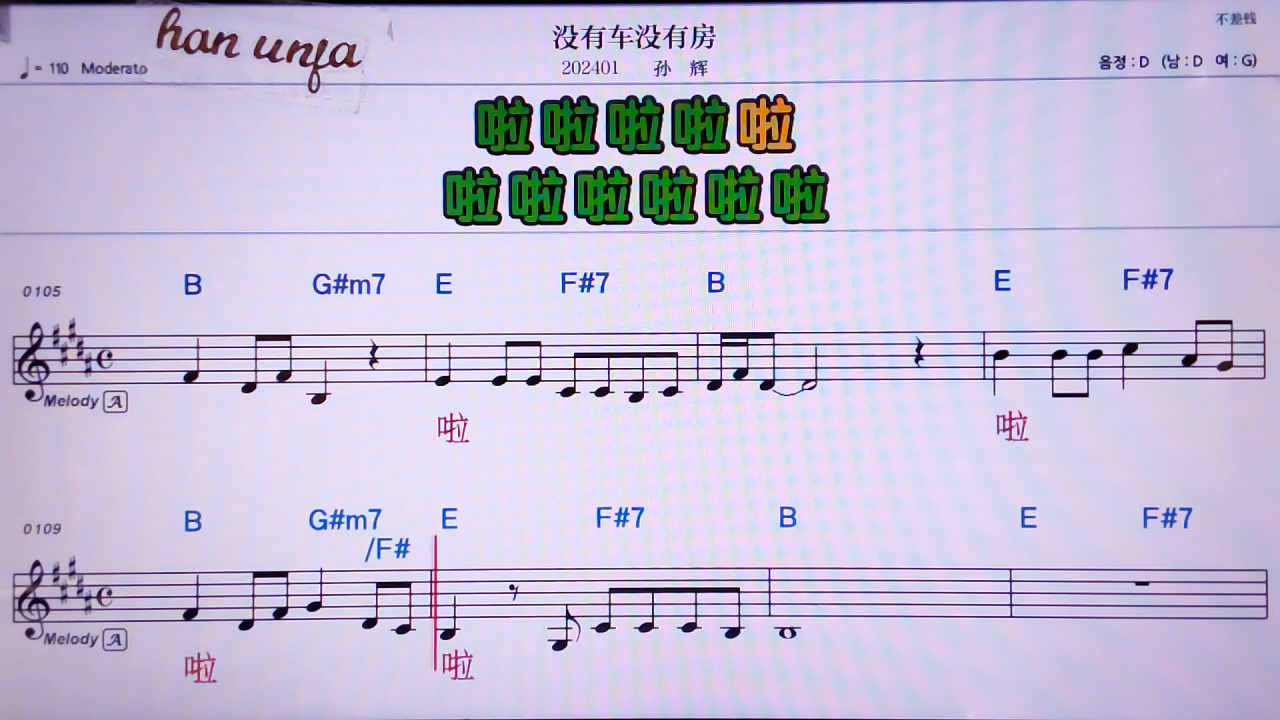 han unfa
没有车没有房
不差钱
♩= 110 Moderato
202401 孙 辉
음정:D (남:D 여:G)
啦啦啦啦啦
啦啦啦啦啦啦
0105 B G#m7 E F#7 B E F#7
Melody A
啦 啦
0109 B G#m7 E F#7 B E F#7
/F#
Melody A
啦 啦